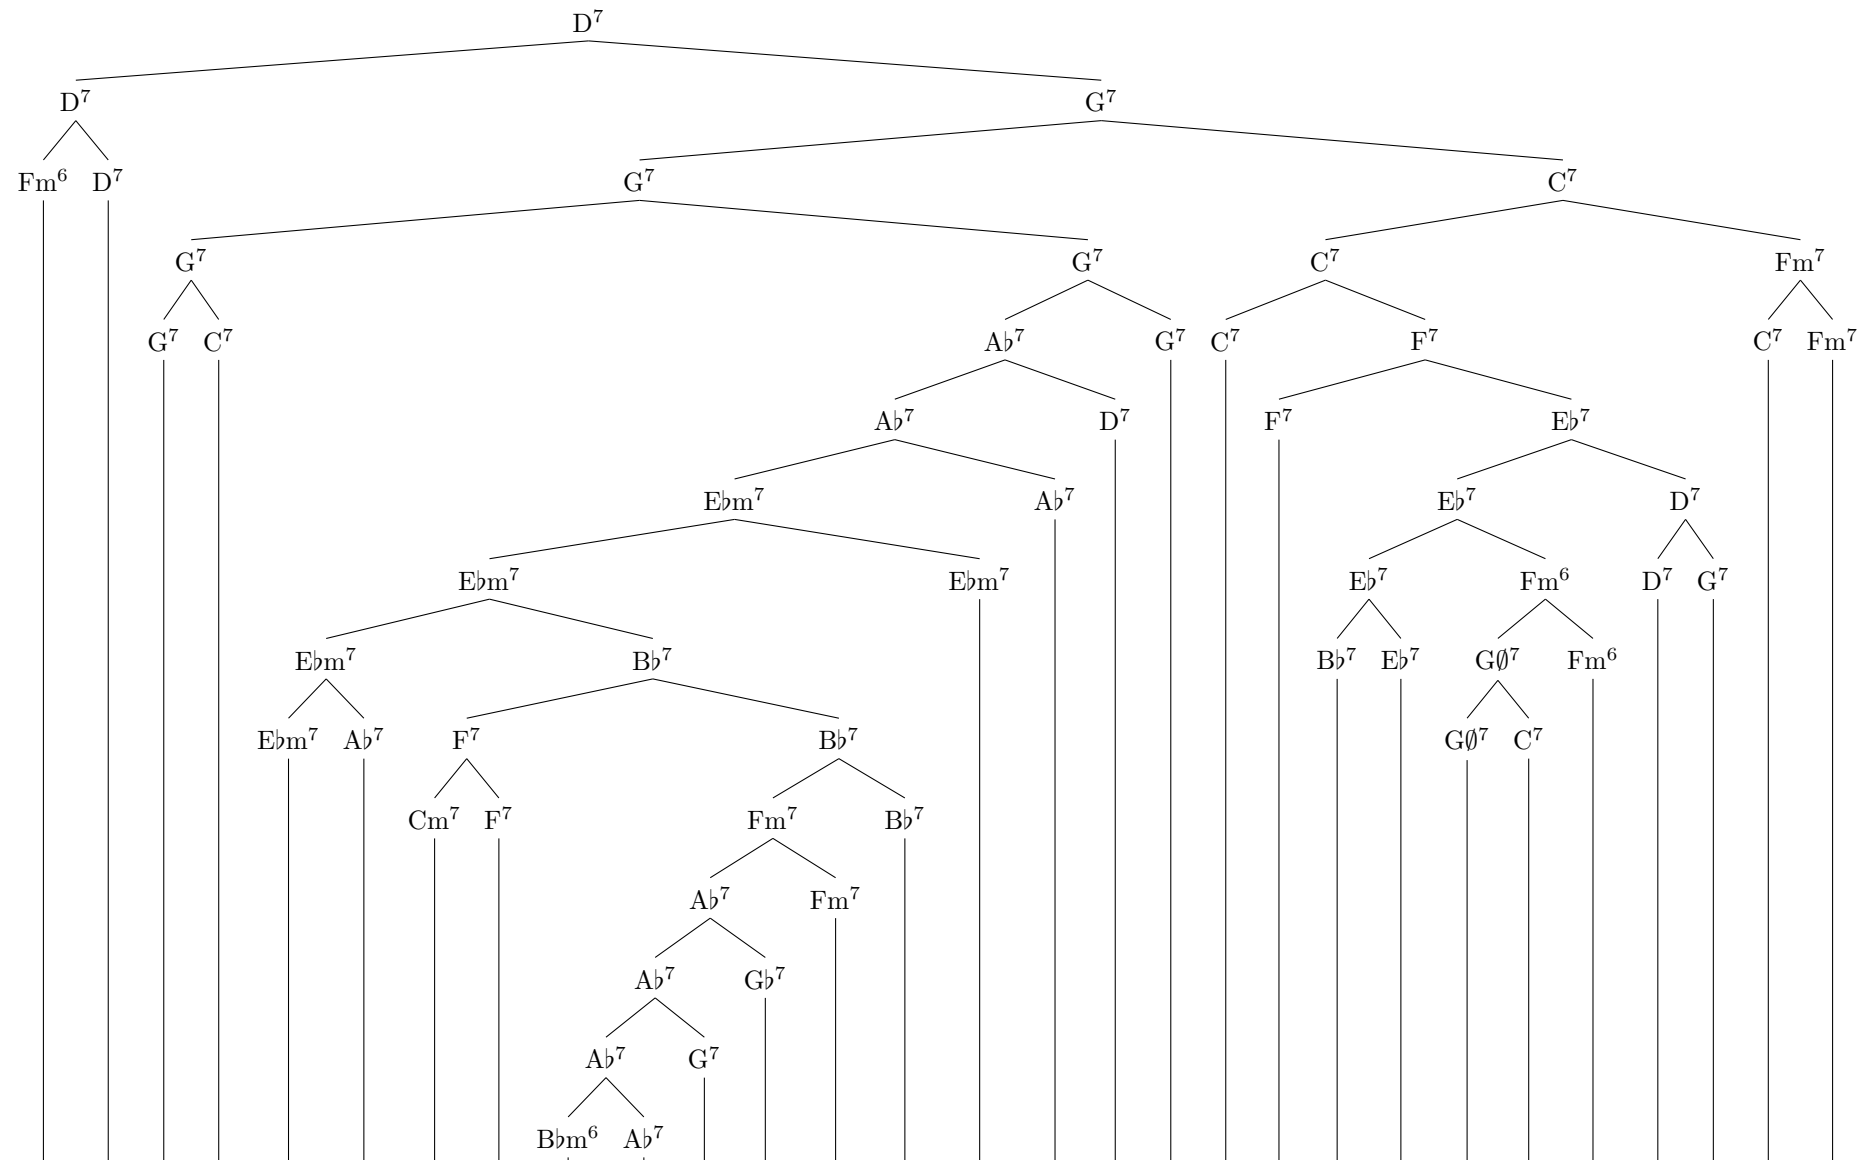 D⁷
D⁷ G⁷
Fm⁶ D⁷ G⁷ C⁷
G⁷ G⁷ C⁷ Fm⁷
G⁷ C⁷ A♭⁷ G⁷ C⁷ F⁷ C⁷ Fm⁷
A♭⁷ D⁷ F⁷ E♭⁷
E♭m⁷ A♭⁷ E♭⁷ D⁷
E♭m⁷ E♭m⁷ E♭⁷ Fm⁶ D⁷ G⁷
E♭m⁷ B♭⁷ B♭⁷ E♭⁷ G∅⁷ Fm⁶
E♭m⁷ A♭⁷ F⁷ B♭⁷ G∅⁷ C⁷
Cm⁷ F⁷ Fm⁷ B♭⁷
A♭⁷ Fm⁷
A♭⁷ G♭⁷
A♭⁷ G⁷
B♭m⁶ A♭⁷